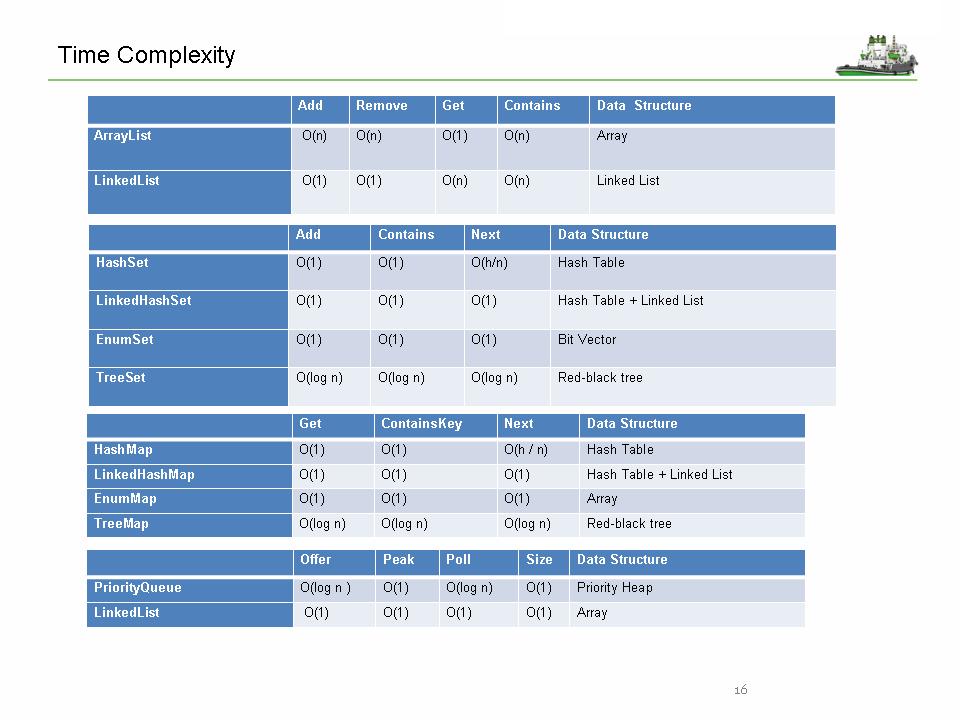 Time Complexity
Add Remove Get Contains Data Structure
ArrayList O(n) O(n) O(1) O(n) Array
LinkedList O(1) O(1) O(n) O(n) Linked List
Add Contains Next Data Structure
HashSet O(1) O(1) O(h/n) Hash Table
LinkedHashSet O(1) O(1) O(1) Hash Table + Linked List
EnumSet O(1) O(1) O(1) Bit Vector
TreeSet O(log n) O(log n) O(log n) Red-black tree
Get ContainsKey Next Data Structure
HashMap O(1) O(1) O(h / n) Hash Table
LinkedHashMap O(1) O(1) O(1) Hash Table + Linked List
EnumMap O(1) O(1) O(1) Array
TreeMap O(log n) O(log n) O(log n) Red-black tree
Offer Peak Poll Size Data Structure
PriorityQueue O(log n ) O(1) O(log n) O(1) Priority Heap
LinkedList O(1) O(1) O(1) O(1) Array
16